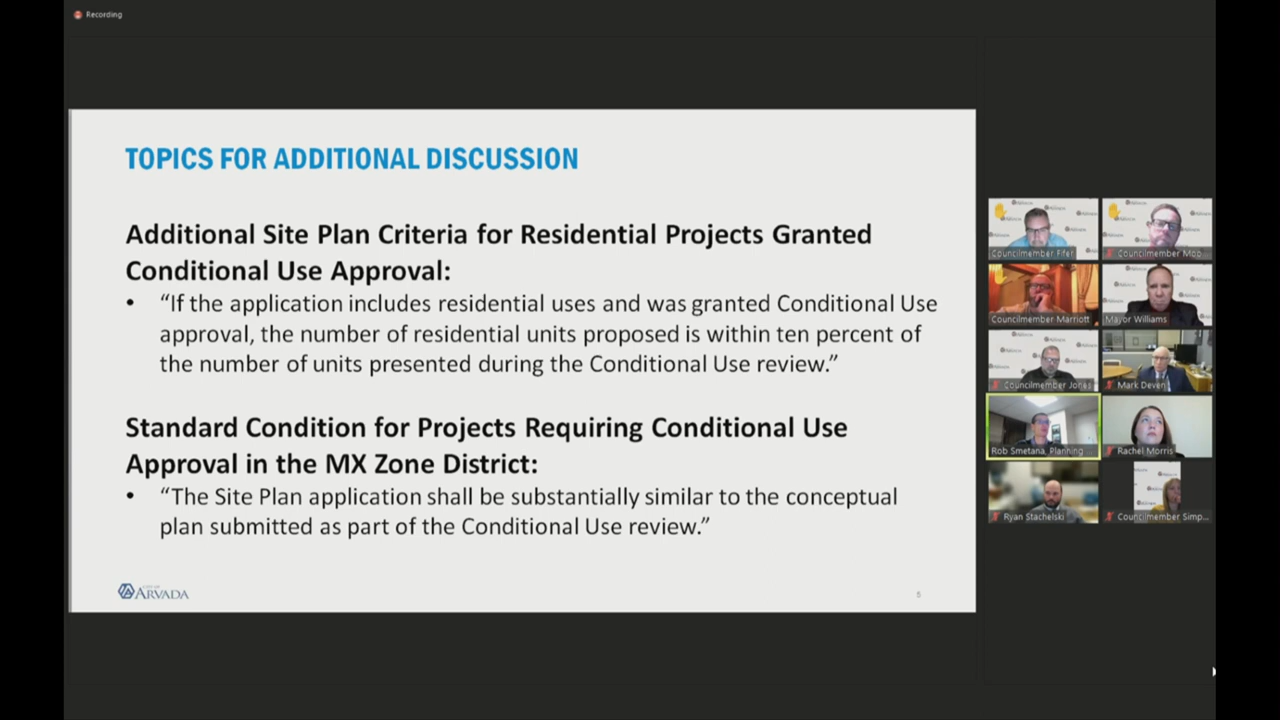 Recording
TOPICS FOR ADDITIONAL DISCUSSION
Additional Site Plan Criteria for Residential Projects Granted
Conditional Use Approval:
• “If the application includes residential uses and was granted Conditional Use
approval, the number of residential units proposed is within ten percent of
the number of units presented during the Conditional Use review.”
Standard Condition for Projects Requiring Conditional Use
Approval in the MX Zone District:
• “The Site Plan application shall be substantially similar to the conceptual
plan submitted as part of the Conditional Use review.”
CITY OF
ARVADA
Councilmember Fifer
Councilmember
Councilmember Marriott
Mayor Williams
Councilmember Jones
Mark Deven
Rob Smetana, Planning ...
Rachel Morris
Ryan Stachelski
Councilmember Simp...